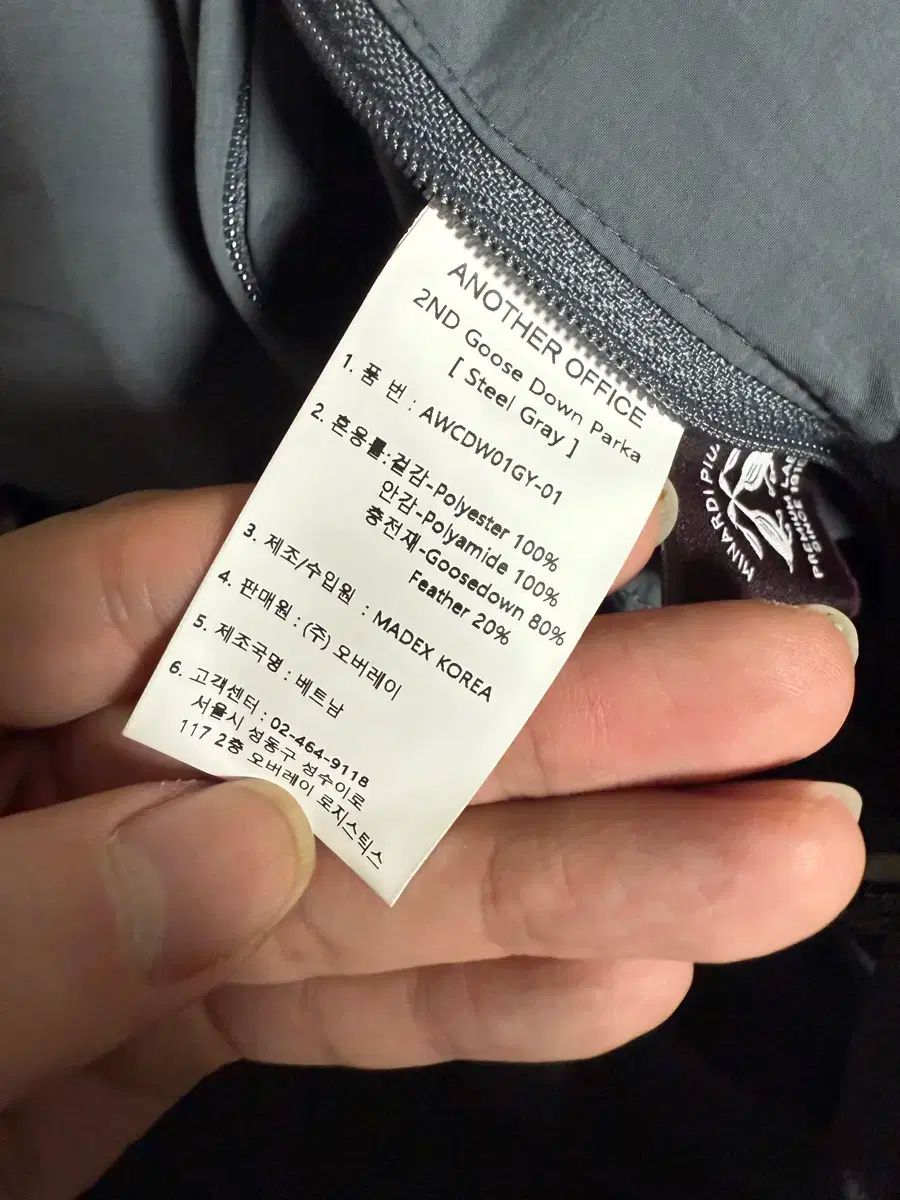 ANOTHER OFFICE
2ND Goose Down Parka
[ Steel Gray ]
1. 품 번 : AWCDW01GY-01
2. 혼용률:겉감-Polyester 100%
안감-Polyamide 100%
충전재-Goosedown 80%
Feather 20%
3. 제조/수입원 : MADEX KOREA
4. 판매원 : (주) 오버레이
5. 제조국명 : 베트남
6. 고객센터 : 02-464-9118
서울시 성동구 성수이로
117 2층 오버레이 로지스틱스
MINARDI